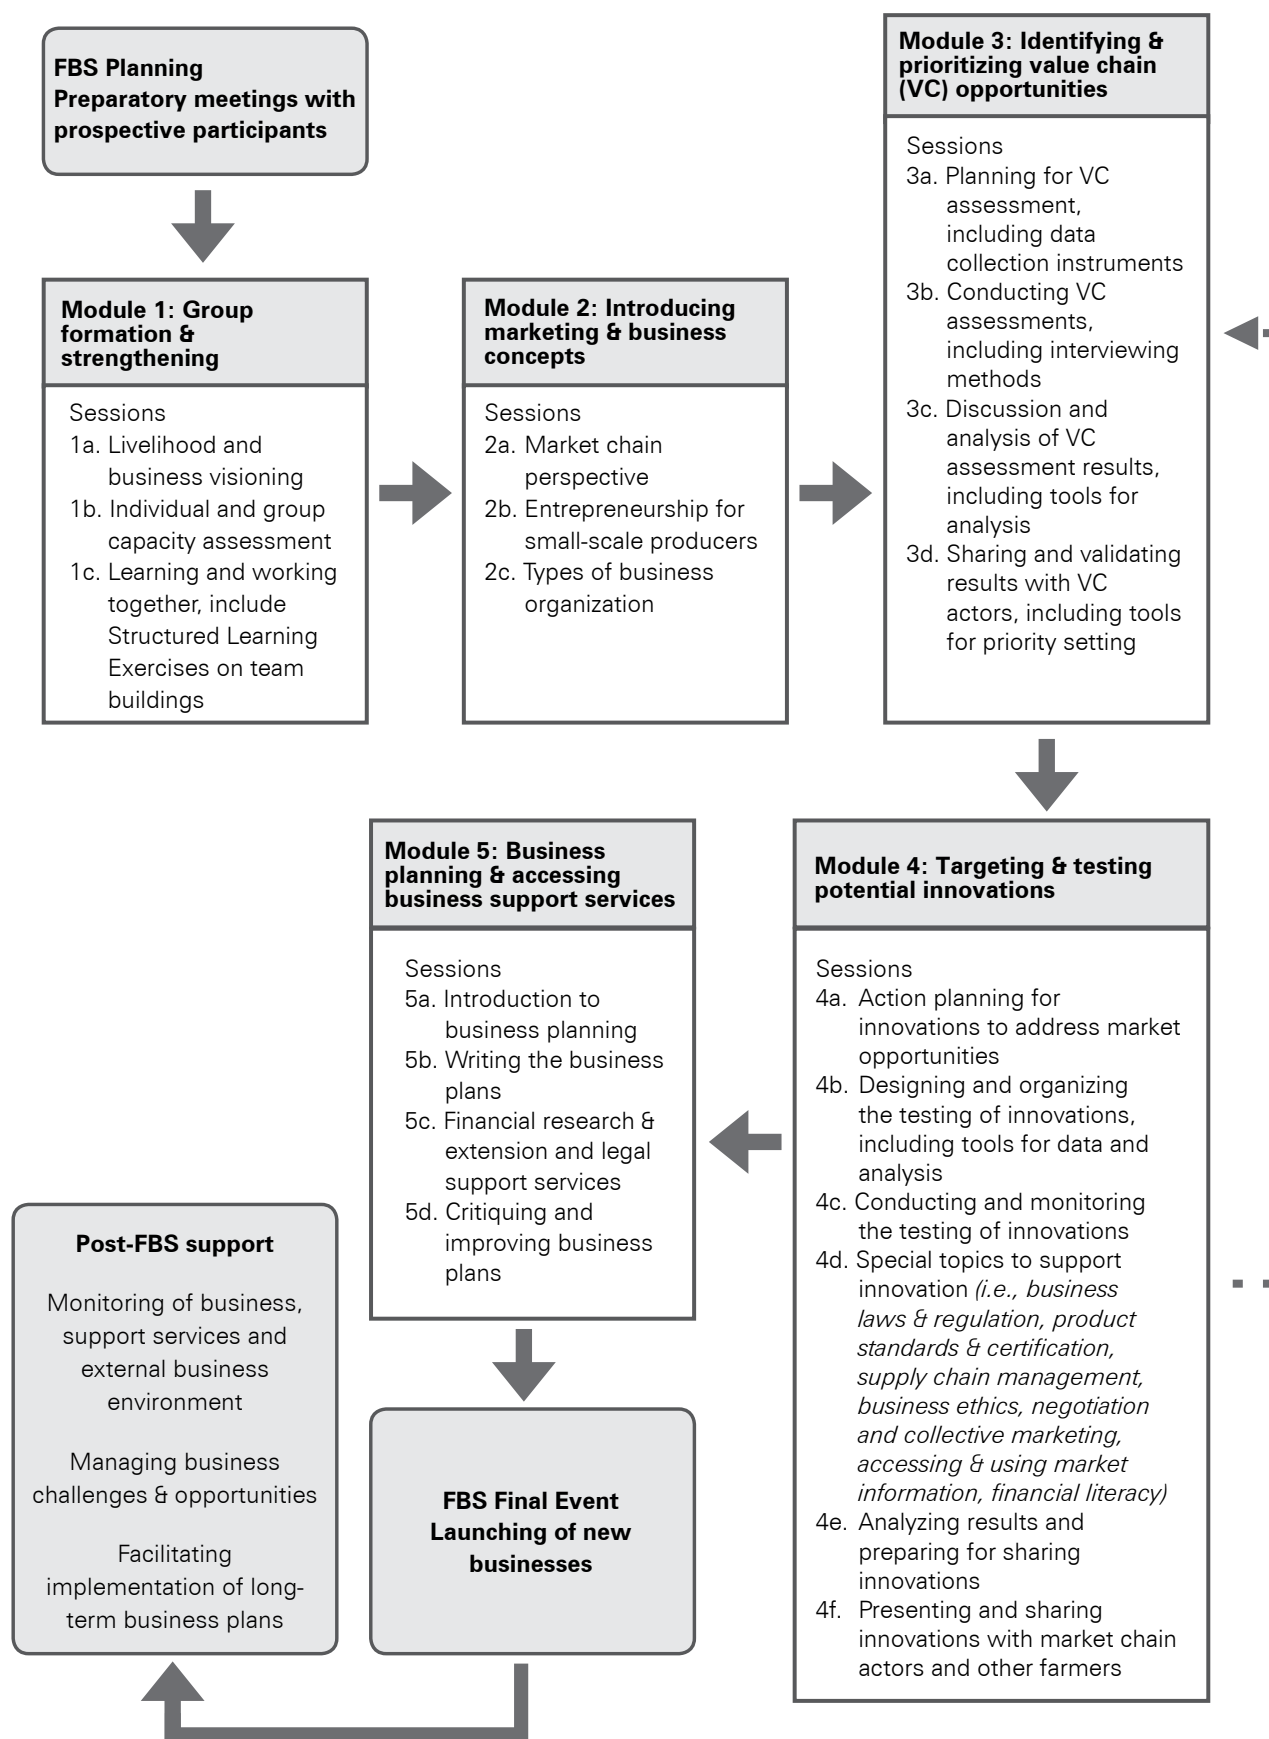 FBS Planning
Preparatory meetings with
prospective participants
Module 1: Group
formation &
strengthening
Sessions
1a. Livelihood and
business visioning
1b. Individual and group
capacity assessment
1c. Learning and working
together, include
Structured Learning
Exercises on team
buildings
Module 2: Introducing
marketing & business
concepts
Sessions
2a. Market chain
perspective
2b. Entrepreneurship for
small-scale producers
2c. Types of business
organization
Module 3: Identifying &
prioritizing value chain
(VC) opportunities
Sessions
3a. Planning for VC
assessment,
including data
collection instruments
3b. Conducting VC
assessments,
including interviewing
methods
3c. Discussion and
analysis of VC
assessment results,
including tools for
analysis
3d. Sharing and validating
results with VC
actors, including tools
for priority setting
Module 4: Targeting & testing
potential innovations
Sessions
4a. Action planning for
innovations to address market
opportunities
4b. Designing and organizing
the testing of innovations,
including tools for data and
analysis
4c. Conducting and monitoring
the testing of innovations
4d. Special topics to support
innovation (i.e., business
laws & regulation, product
standards & certification,
supply chain management,
business ethics, negotiation
and collective marketing,
accessing & using market
information, financial literacy)
4e. Analyzing results and
preparing for sharing
innovations
4f. Presenting and sharing
innovations with market chain
actors and other farmers
Module 5: Business
planning & accessing
business support services
Sessions
5a. Introduction to
business planning
5b. Writing the business
plans
5c. Financial research &
extension and legal
support services
5d. Critiquing and
improving business
plans
FBS Final Event
Launching of new
businesses
Post-FBS support
Monitoring of business,
support services and
external business
environment
Managing business
challenges & opportunities
Facilitating
implementation of long-
term business plans